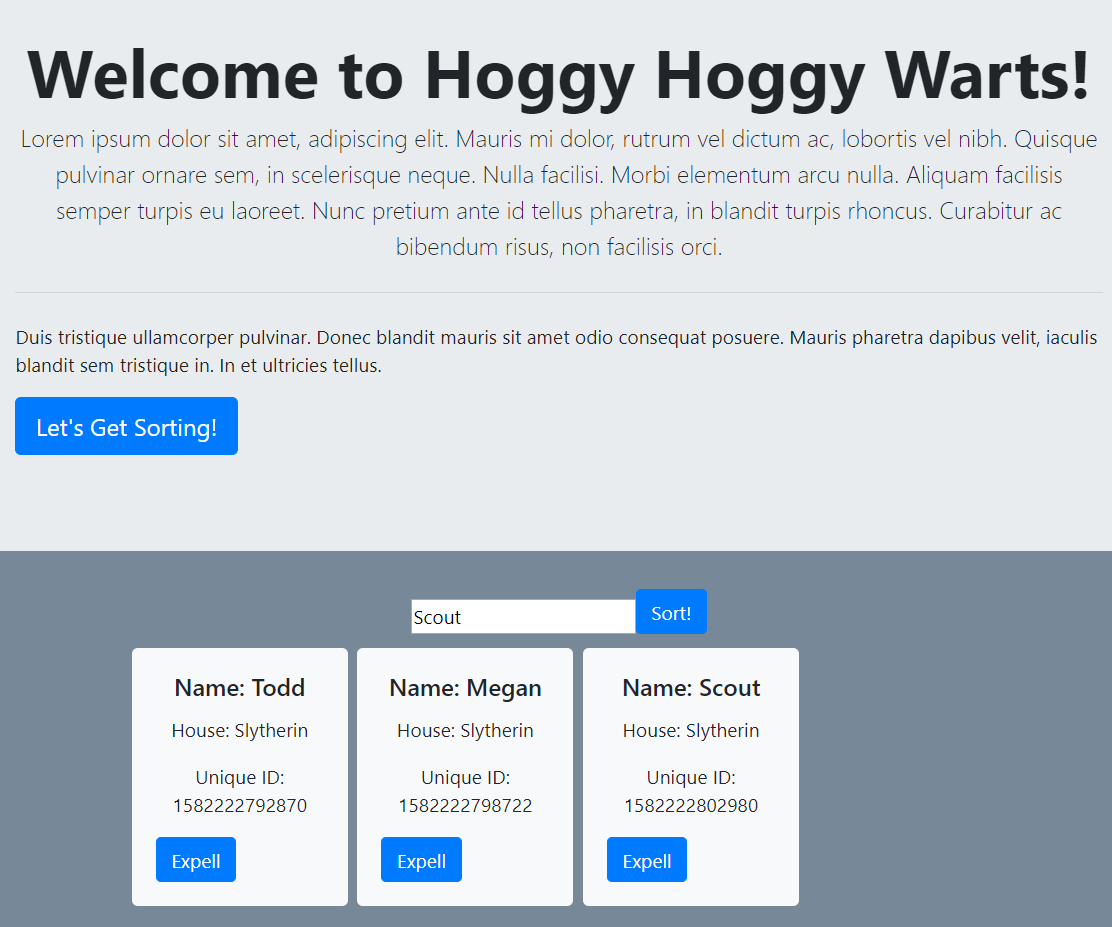 Welcome to Hoggy Hoggy Warts!
Lorem ipsum dolor sit amet, adipiscing elit. Mauris mi dolor, rutrum vel dictum ac, lobortis vel nibh. Quisque
pulvinar ornare sem, in scelerisque neque. Nulla facilisi. Morbi elementum arcu nulla. Aliquam facilisis
semper turpis eu laoreet. Nunc pretium ante id tellus pharetra, in blandit turpis rhoncus. Curabitur ac
bibendum risus, non facilisis orci.
Duis tristique ullamcorper pulvinar. Donec blandit mauris sit amet odio consequat posuere. Mauris pharetra dapibus velit, iaculis
blandit sem tristique in. In et ultricies tellus.
Let's Get Sorting!
Scout
Sort!
Name: Todd
House: Slytherin
Unique ID:
1582222792870
Expell
Name: Megan
House: Slytherin
Unique ID:
1582222798722
Expell
Name: Scout
House: Slytherin
Unique ID:
1582222802980
Expell